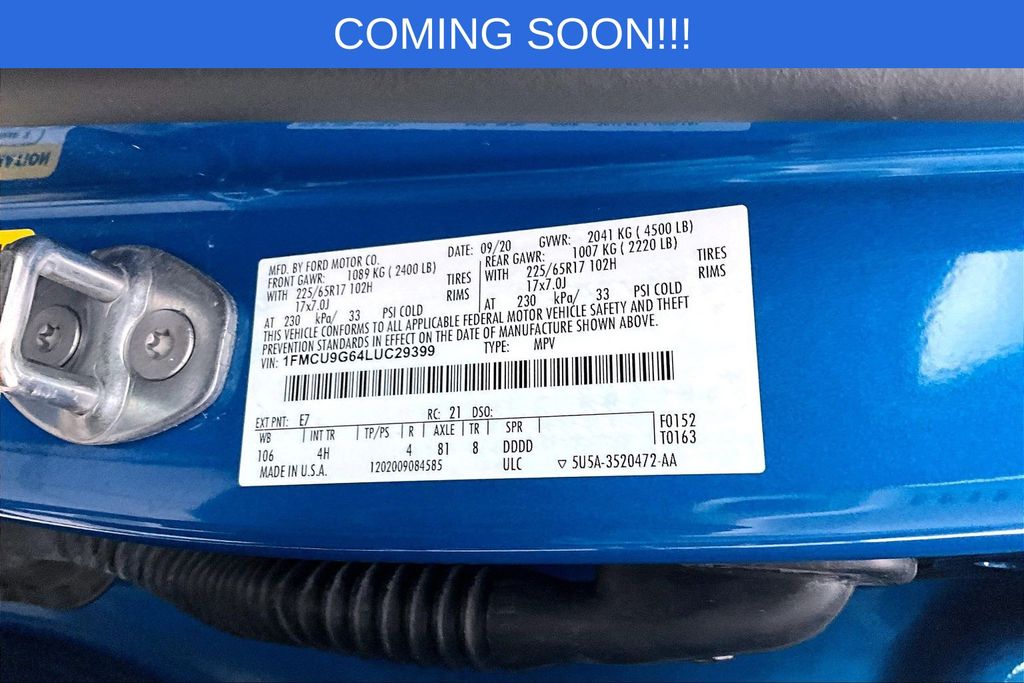 COMING SOON!!!
MFD. BY FORD MOTOR CO. DATE: 09/20 GVWR: 2041 KG ( 4500 LB)
FRONT GAWR: 1089 KG ( 2400 LB) REAR GAWR: 1007 KG ( 2220 LB)
WITH 225/65R17 102H TIRES WITH 225/65R17 102H TIRES
17x7.0J RIMS 17x7.0J RIMS
AT 230 kPa/ 33 PSI COLD AT 230 kPa/ 33 PSI COLD
THIS VEHICLE CONFORMS TO ALL APPLICABLE FEDERAL MOTOR VEHICLE SAFETY AND THEFT
PREVENTION STANDARDS IN EFFECT ON THE DATE OF MANUFACTURE SHOWN ABOVE.
VIN: 1FMCU9G64LUC29399 TYPE: MPV
EXT PNT: E7 RC: 21 DSO: F0152
WB INT TR TP/PS R AXLE TR SPR T0163
106 4H 4 81 8 DDDD
MADE IN U.S.A. 1202009084585 ULC ▽ 5U5A-3520472-AA